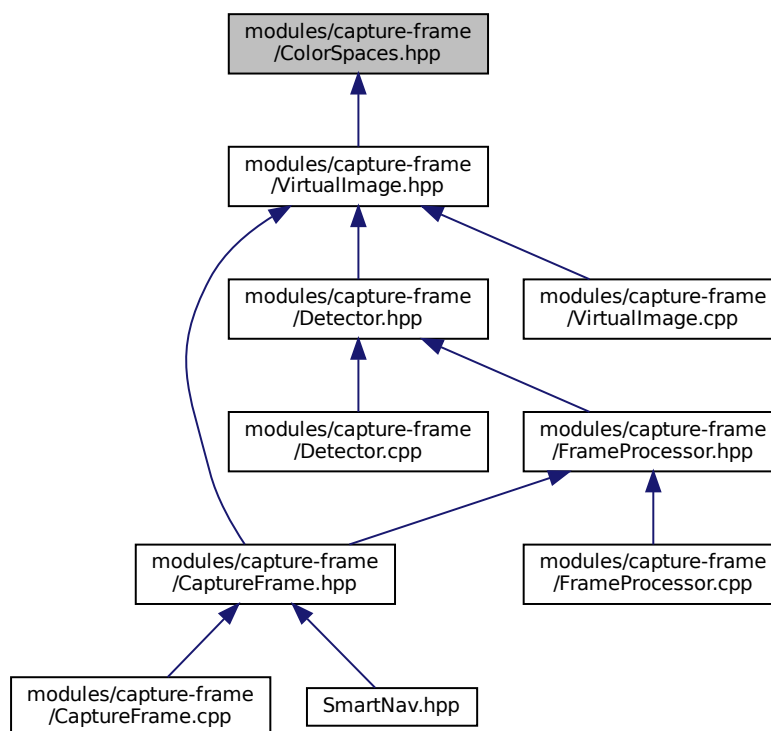 modules/capture-frame
/ColorSpaces.hpp
modules/capture-frame
/VirtualImage.hpp
modules/capture-frame
/Detector.hpp
modules/capture-frame
/VirtualImage.cpp
modules/capture-frame
/Detector.cpp
modules/capture-frame
/FrameProcessor.hpp
modules/capture-frame
/CaptureFrame.hpp
modules/capture-frame
/FrameProcessor.cpp
modules/capture-frame
/CaptureFrame.cpp
SmartNav.hpp